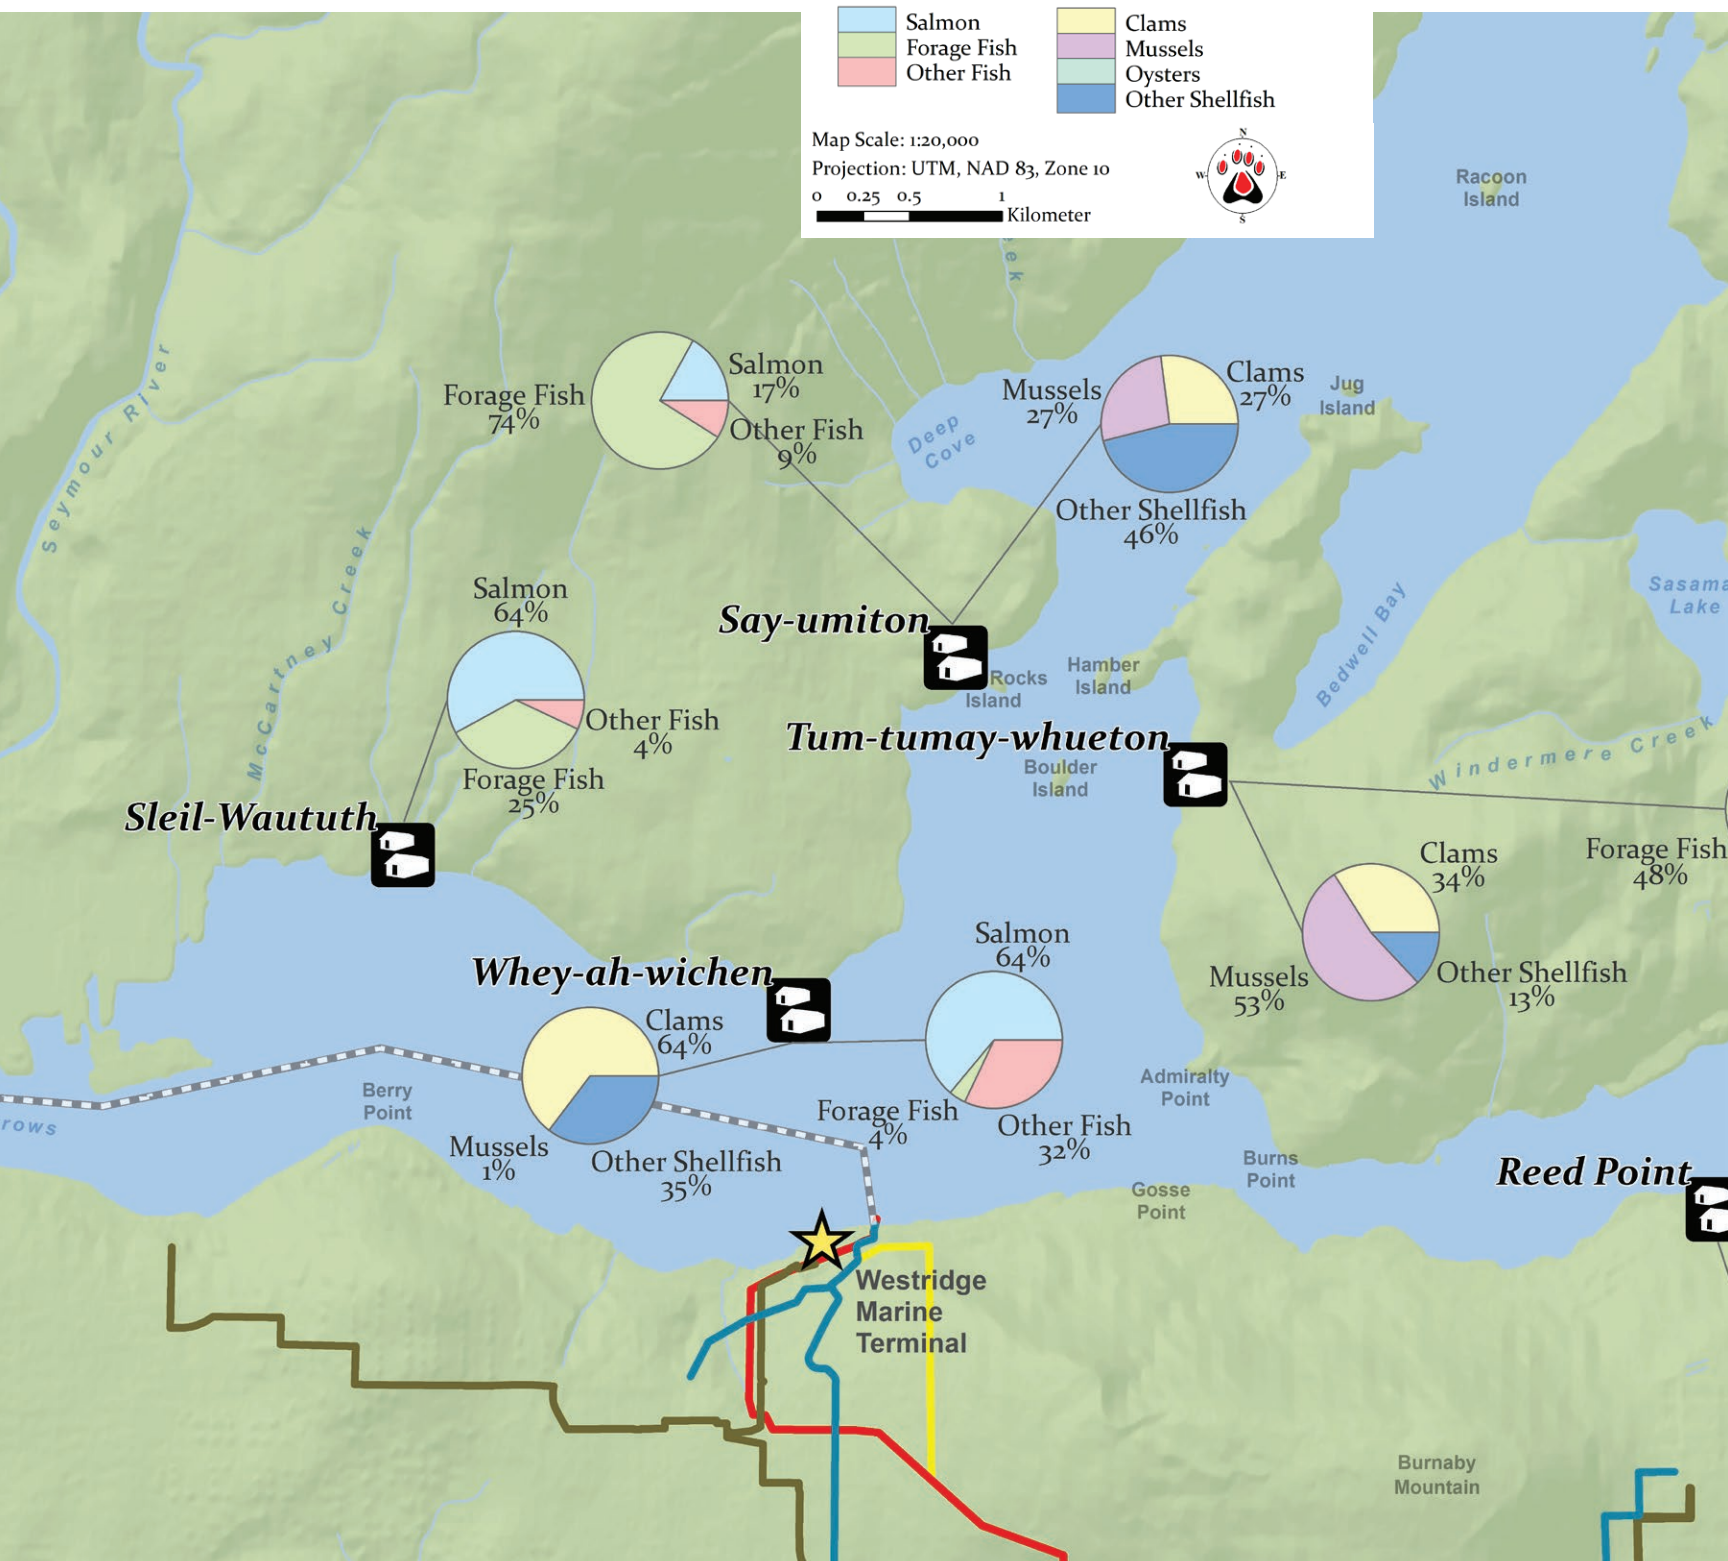 Salmon
Forage Fish
Other Fish
Clams
Mussels
Oysters
Other Shellfish
Map Scale: 1:20,000
Projection: UTM, NAD 83, Zone 10
0 0.25 0.5 1
Kilometer
N
W
E
S
Racoon
Island
Seymour River
McCartney Creek
Forage Fish
74%
Salmon
17%
Other Fish
9%
Deep
Cove
Mussels
27%
Clams
27%
Other Shellfish
46%
Jug
Island
Salmon
64%
Other Fish
4%
Forage Fish
25%
Sleil-Waututh
Say-umiton
Rocks
Island
Hamber
Island
Bedwell Bay
Lake
Tum-tumay-whueton
Boulder
Island
Windermere Creek
Clams
34%
Mussels
53%
Other Shellfish
13%
Forage Fish
48%
Whey-ah-wichen
Clams
64%
Mussels
1%
Other Shellfish
35%
Salmon
64%
Forage Fish
4%
Other Fish
32%
Berry
Point
rows
Admiralty
Point
Burns
Point
Gosse
Point
Reed Point
Westridge
Marine
Terminal
Burnaby
Mountain